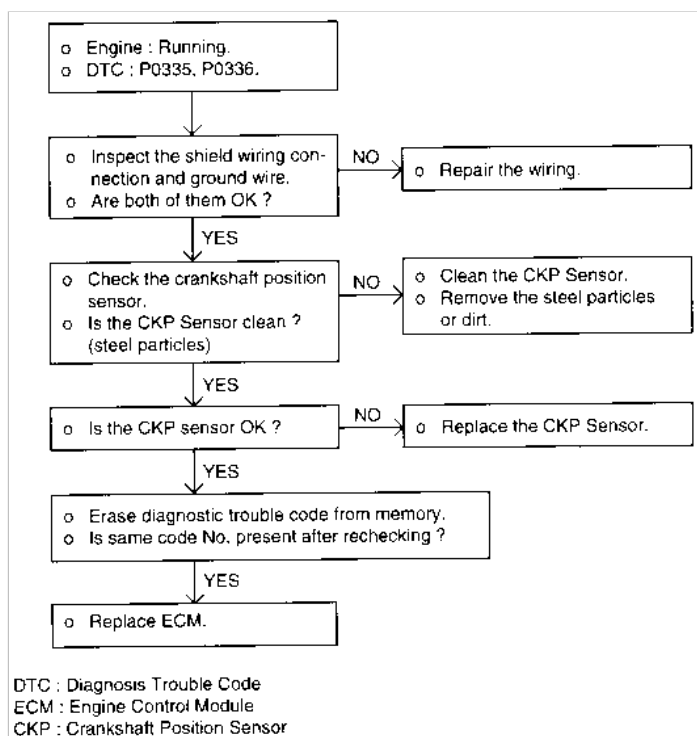 o Engine : Running.
o DTC : P0335, P0336.
o Inspect the shield wiring con-
nection and ground wire.
o Are both of them OK ?
NO
o Repair the wiring.
YES
o Check the crankshaft position
sensor.
o Is the CKP Sensor clean ?
(steel particles)
NO
o Clean the CKP Sensor.
o Remove the steel particles
or dirt.
YES
o Is the CKP sensor OK ?
NO
o Replace the CKP Sensor.
YES
o Erase diagnostic trouble code from memory.
o Is same code No. present after rechecking ?
YES
o Replace ECM.
DTC : Diagnosis Trouble Code
ECM : Engine Control Module
CKP : Crankshaft Position Sensor